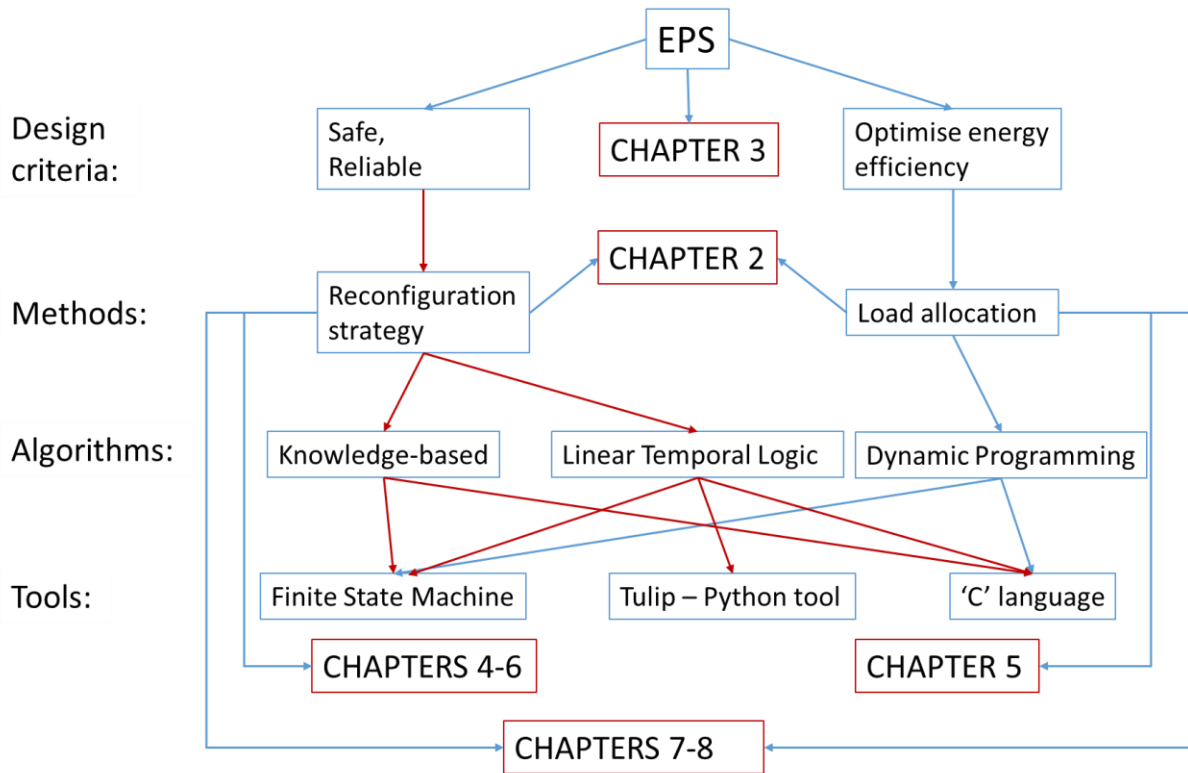 EPS
Design
criteria:
Safe,
Reliable
CHAPTER 3
Optimise energy
efficiency
CHAPTER 2
Methods:
Reconfiguration
strategy
Load allocation
Algorithms:
Knowledge-based
Linear Temporal Logic
Dynamic Programming
Tools:
Finite State Machine
Tulip – Python tool
‘C’ language
CHAPTERS 4-6
CHAPTER 5
CHAPTERS 7-8